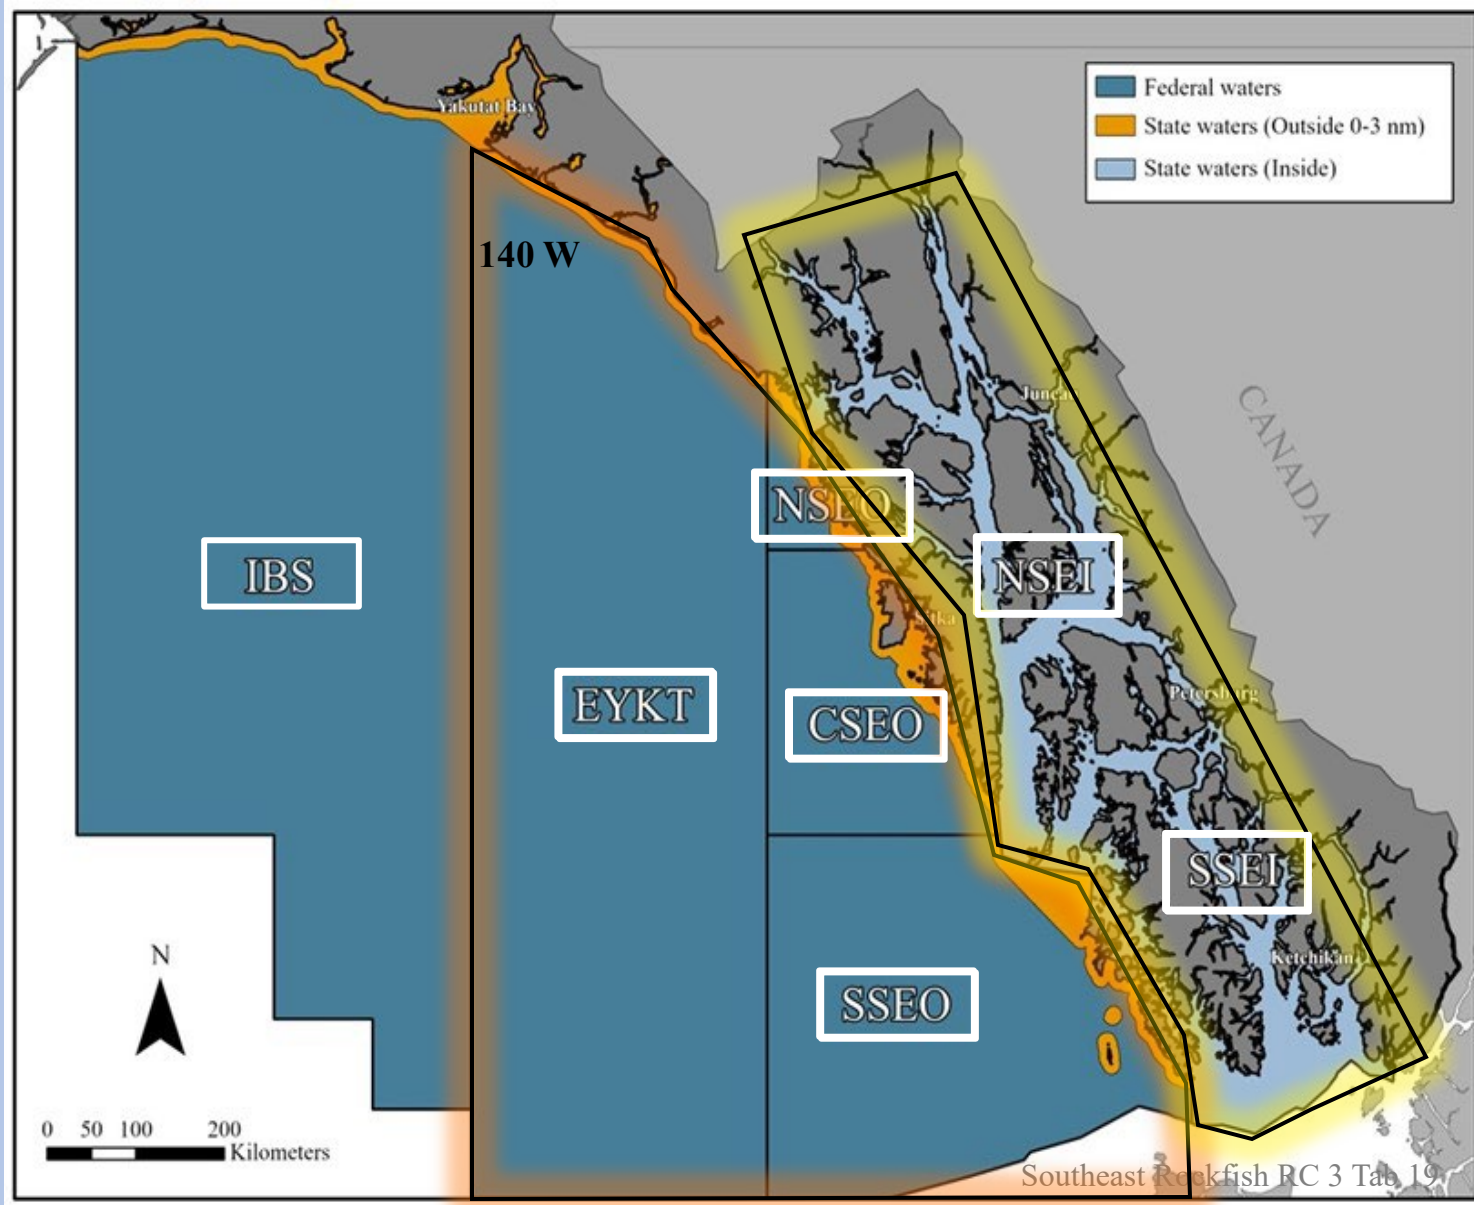 Federal waters
State waters (Outside 0-3 nm)
State waters (Inside)
Yakutat Bay
140 W
Juneau
CANADA
NSEO
NSEI
IBS
Sitka
EYKT
CSEO
Petersburg
SSEI
Ketchikan
SSEO
N
0 50 100 200
Kilometers
Southeast Rockfish RC 3 Tab 19